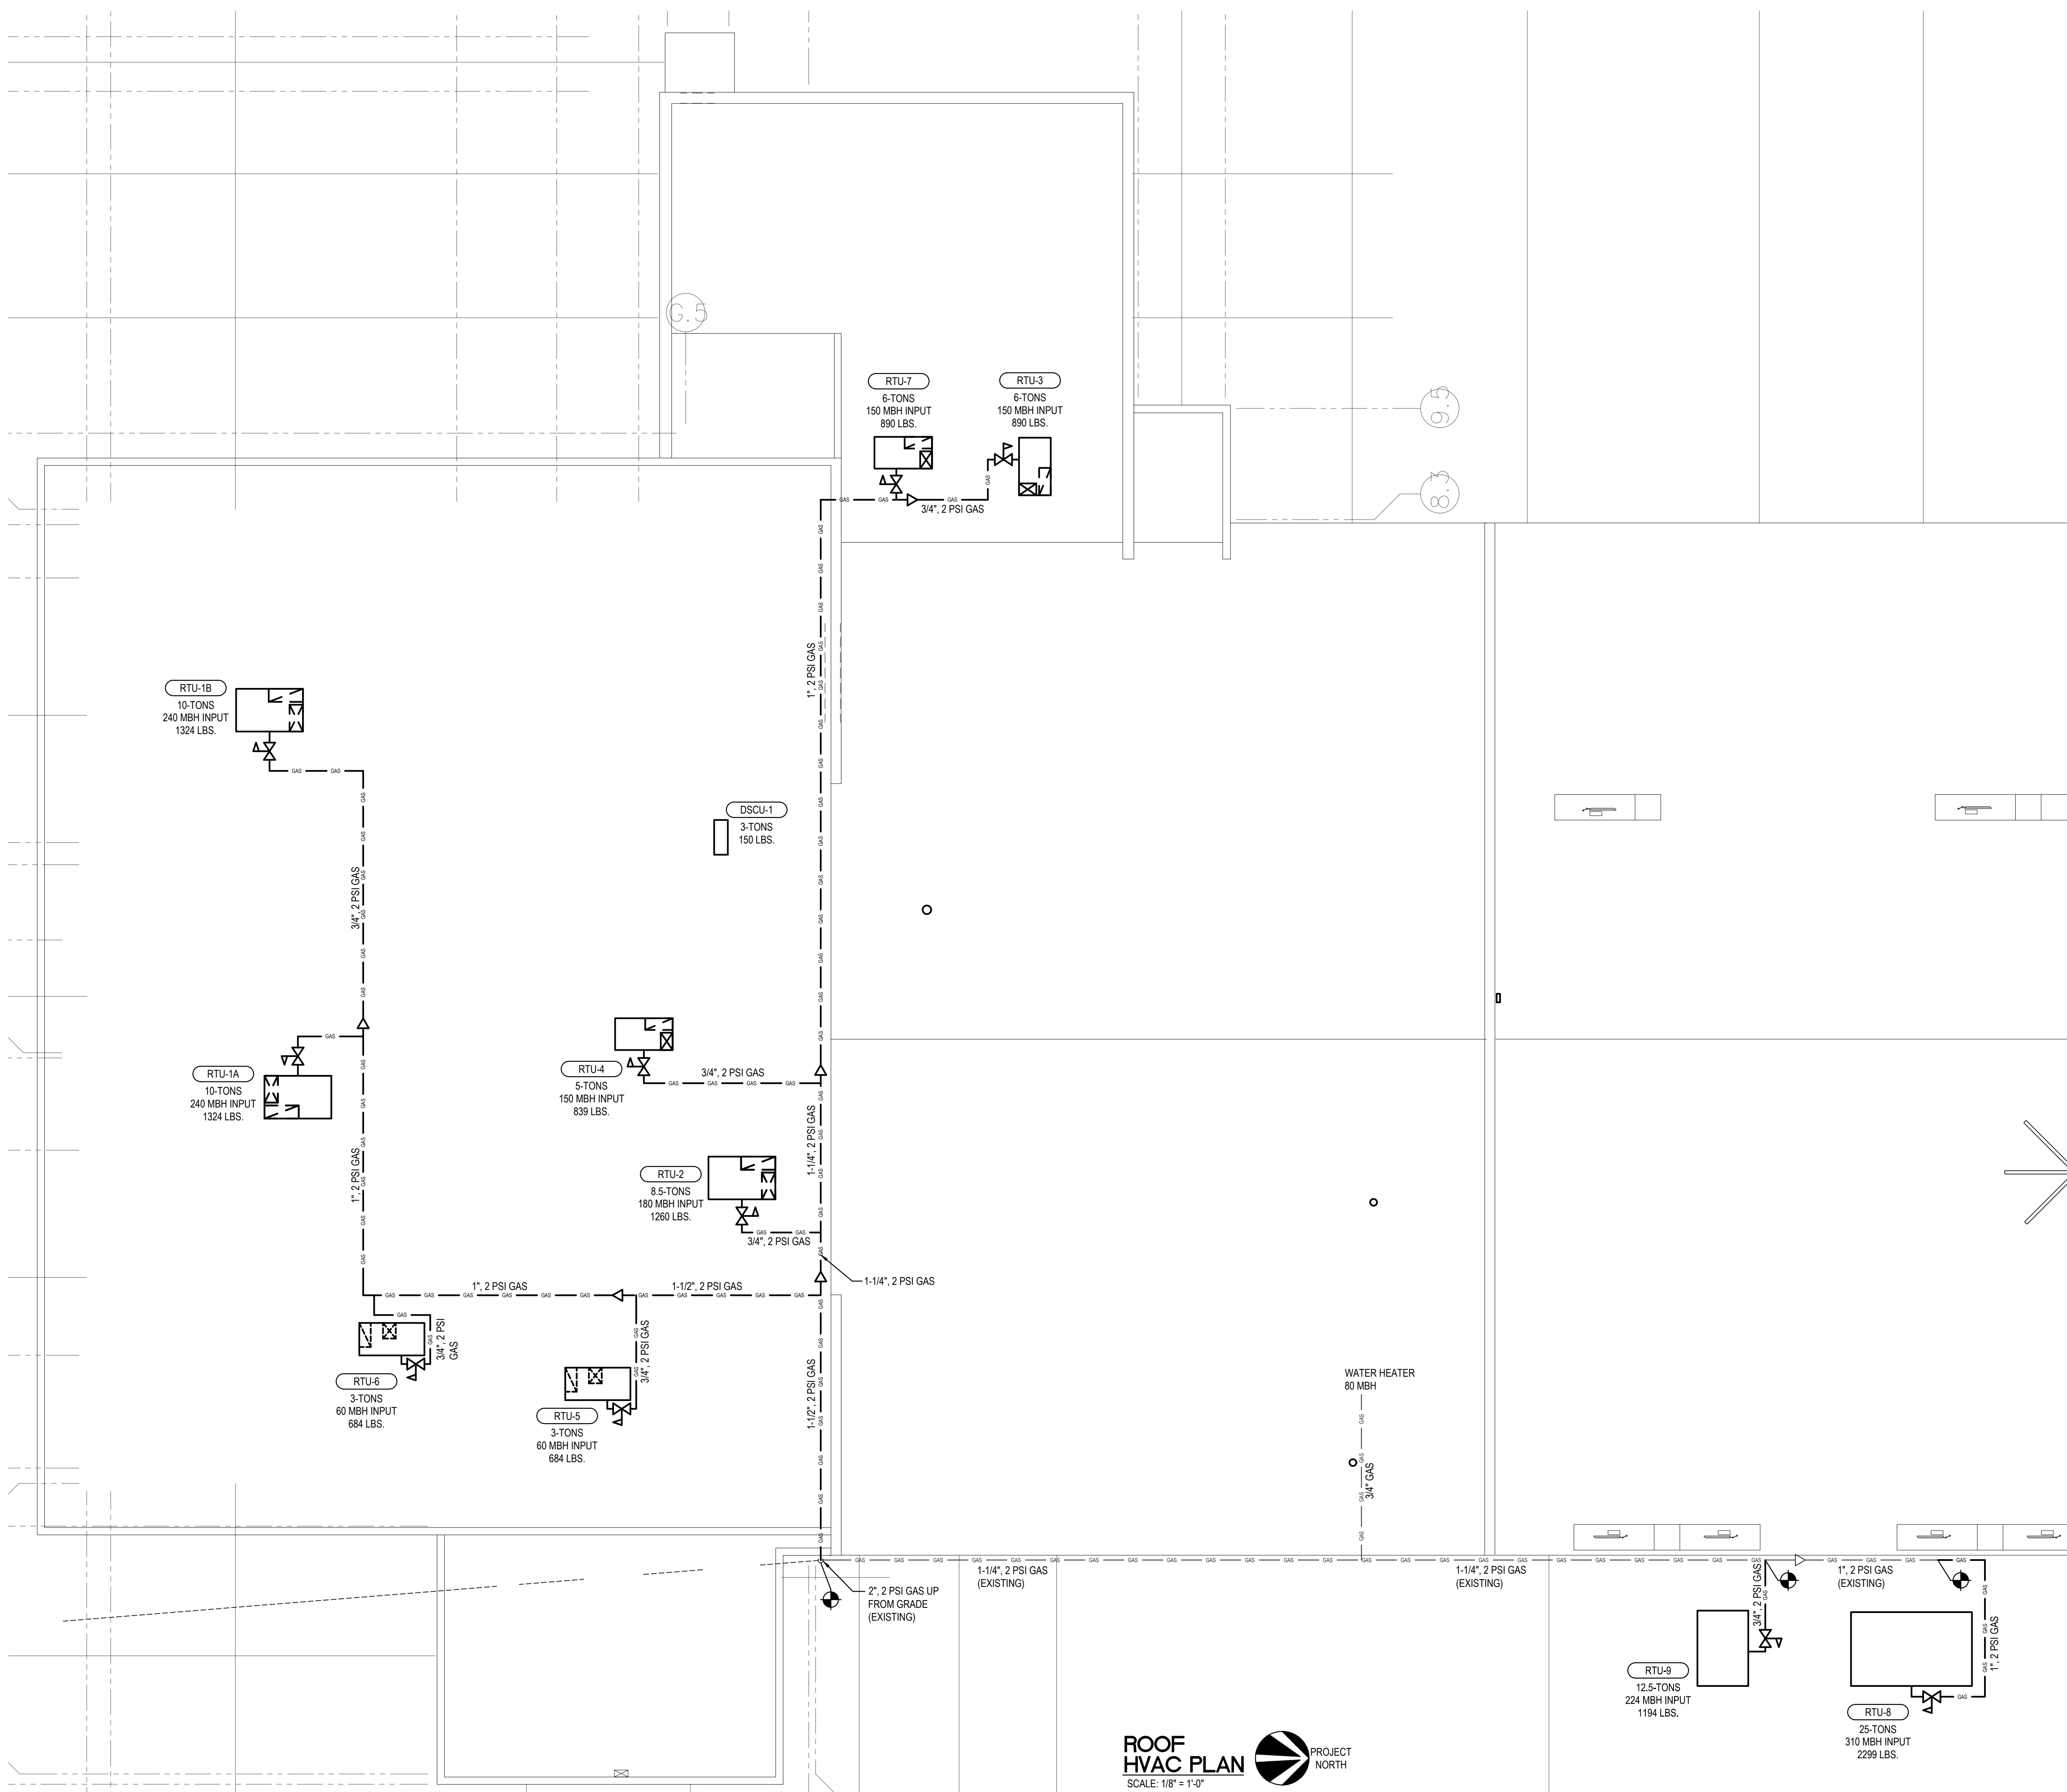 G.5
RTU-7
6-TONS
150 MBH INPUT
890 LBS.
RTU-3
6-TONS
150 MBH INPUT
890 LBS.
9.5
8.7
GAS
3/4", 2 PSI GAS
1", 2 PSI GAS
RTU-1B
10-TONS
240 MBH INPUT
1324 LBS.
DSCU-1
3-TONS
150 LBS.
3/4", 2 PSI GAS
RTU-1A
10-TONS
240 MBH INPUT
1324 LBS.
RTU-4
5-TONS
150 MBH INPUT
839 LBS.
3/4", 2 PSI GAS
1-1/4", 2 PSI GAS
1", 2 PSI GAS
RTU-2
8.5-TONS
180 MBH INPUT
1260 LBS.
3/4", 2 PSI GAS
1-1/4", 2 PSI GAS
1", 2 PSI GAS
1-1/2", 2 PSI GAS
3/4", 2 PSI
GAS
3/4", 2 PSI GAS
1-1/2", 2 PSI GAS
RTU-6
3-TONS
60 MBH INPUT
684 LBS.
RTU-5
3-TONS
60 MBH INPUT
684 LBS.
WATER HEATER
80 MBH
3/4" GAS
1-1/4", 2 PSI GAS
(EXISTING)
1-1/4", 2 PSI GAS
(EXISTING)
1", 2 PSI GAS
(EXISTING)
2", 2 PSI GAS UP
FROM GRADE
(EXISTING)
3/4", 2 PSI GAS
1", 2 PSI GAS
RTU-9
12.5-TONS
224 MBH INPUT
1194 LBS.
RTU-8
25-TONS
310 MBH INPUT
2299 LBS.
ROOF
HVAC PLAN
SCALE: 1/8" = 1'-0"
PROJECT
NORTH